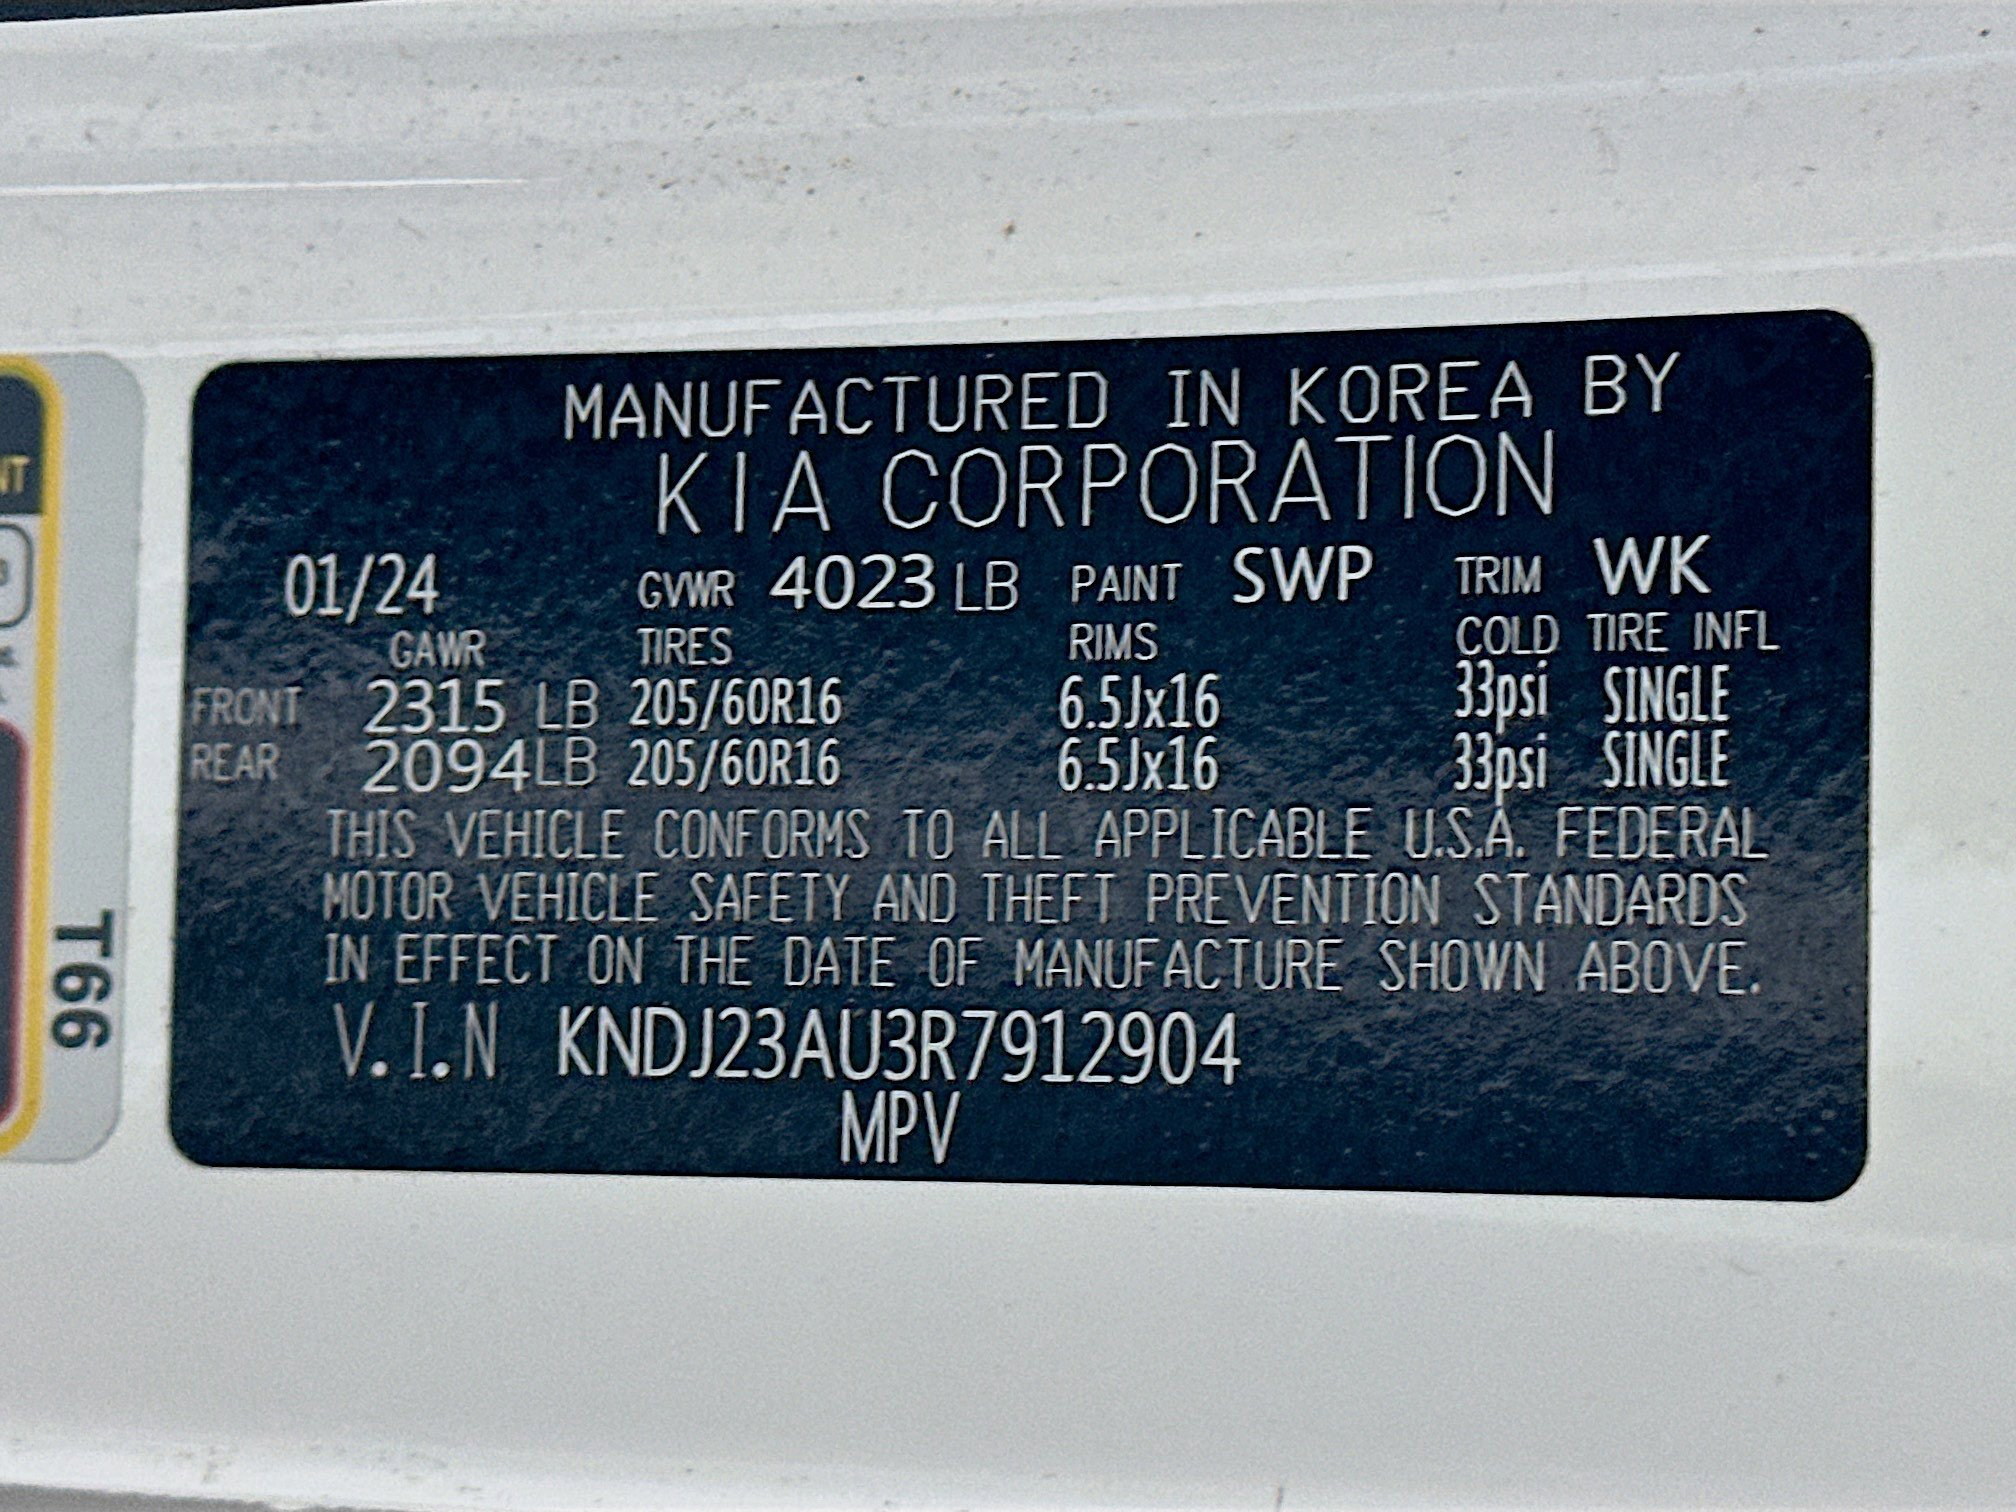 MANUFACTURED IN KOREA BY
KIA CORPORATION
01/24 GVWR 4023 LB PAINT SWP TRIM WK
GAWR TIRES RIMS COLD TIRE INFL
FRONT 2315 LB 205/60R16 6.5Jx16 33psi SINGLE
REAR 2094 LB 205/60R16 6.5Jx16 33psi SINGLE
THIS VEHICLE CONFORMS TO ALL APPLICABLE U.S.A. FEDERAL
MOTOR VEHICLE SAFETY AND THEFT PREVENTION STANDARDS
IN EFFECT ON THE DATE OF MANUFACTURE SHOWN ABOVE.
V.I.N KNDJ23AU3R7912904
MPV
T66